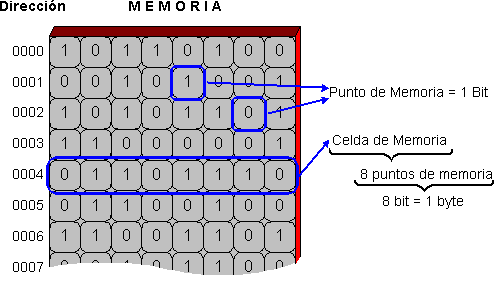 Dirección MEMORIA
0000 1 0 1 1 0 1 0 0
0001 0 0 1 0 1 0 0 1
Punto de Memoria = 1 Bit
0002 1 0 1 0 1 1 0
0003 1 1 0 0 0 0 0 1
Celda de Memoria
0004 0 1 1 0 1 1 1 0
8 puntos de memoria
8 bit = 1 byte
0005 0 1 1 0 0 1 0 1
0006 1 1 0 0 1 1 0 1
0007